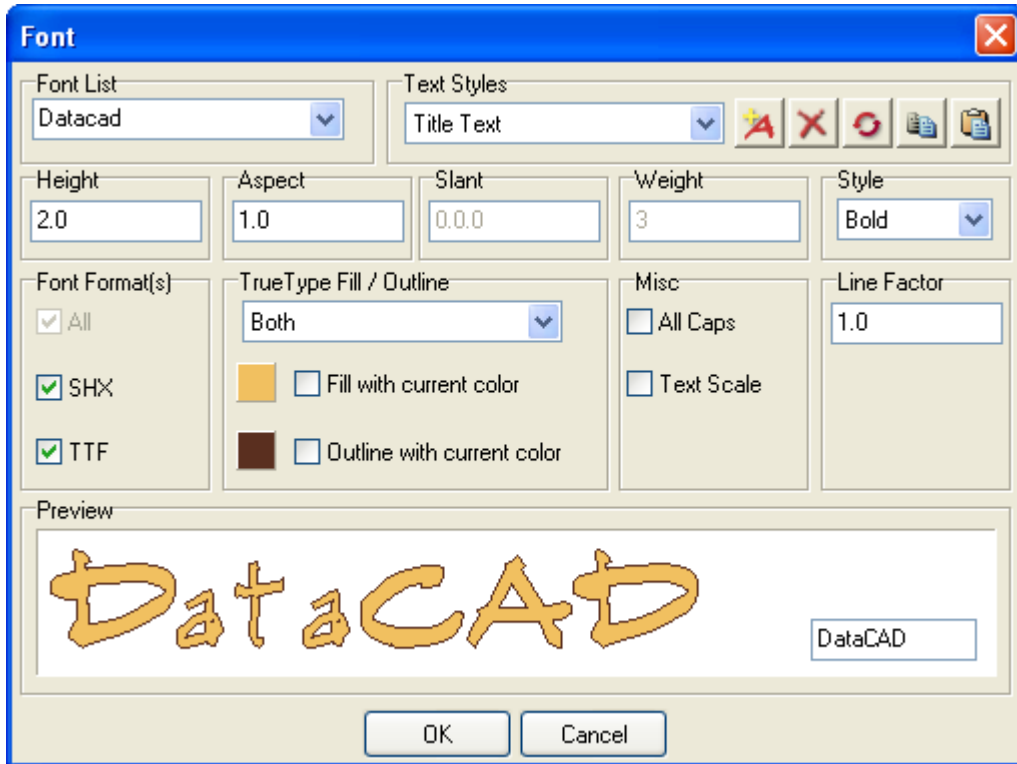 Font
Font List
Text Styles
Datacad
Title Text
Height
Aspect
Slant
Weight
Style
2.0
1.0
0.0.0
3
Bold
Font Format(s)
TrueType Fill / Outline
Misc
Line Factor
All
Both
All Caps
1.0
SHX
Fill with current color
Text Scale
TTF
Outline with current color
Preview
DataCAD
DataCAD
OK
Cancel